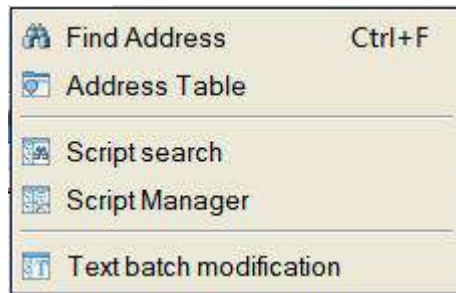 Find Address Ctrl+F
Address Table
Script search
Script Manager
Text batch modification